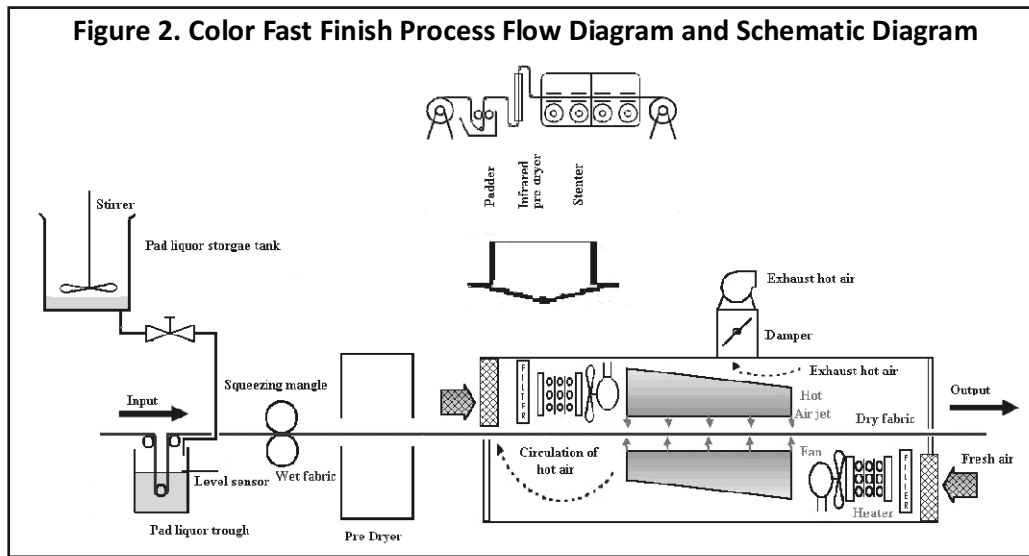 Figure 2. Color Fast Finish Process Flow Diagram and Schematic Diagram
Padder
Infrared
pre dryer
Stenter
Stirrer
Pad liquor storgae tank
Exhaust hot air
Damper
Squeezing mangle
FILTER
Exhaust hot air
Input
Hot
Air jet
Output
Dry fabric
Circulation of
hot air
Fan
Fresh air
Level sensor
Wet fabric
FILTER
Heater
Pad liquor trough
Pre Dryer